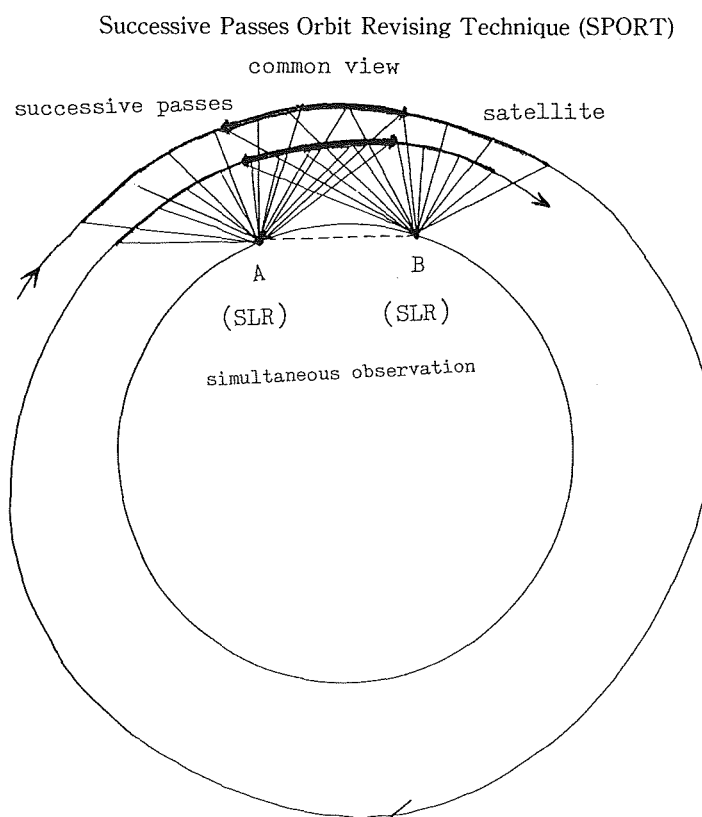 Successive Passes Orbit Revising Technique (SPORT)
common view
successive passes
satellite
A
B
(SLR)
(SLR)
simultaneous observation